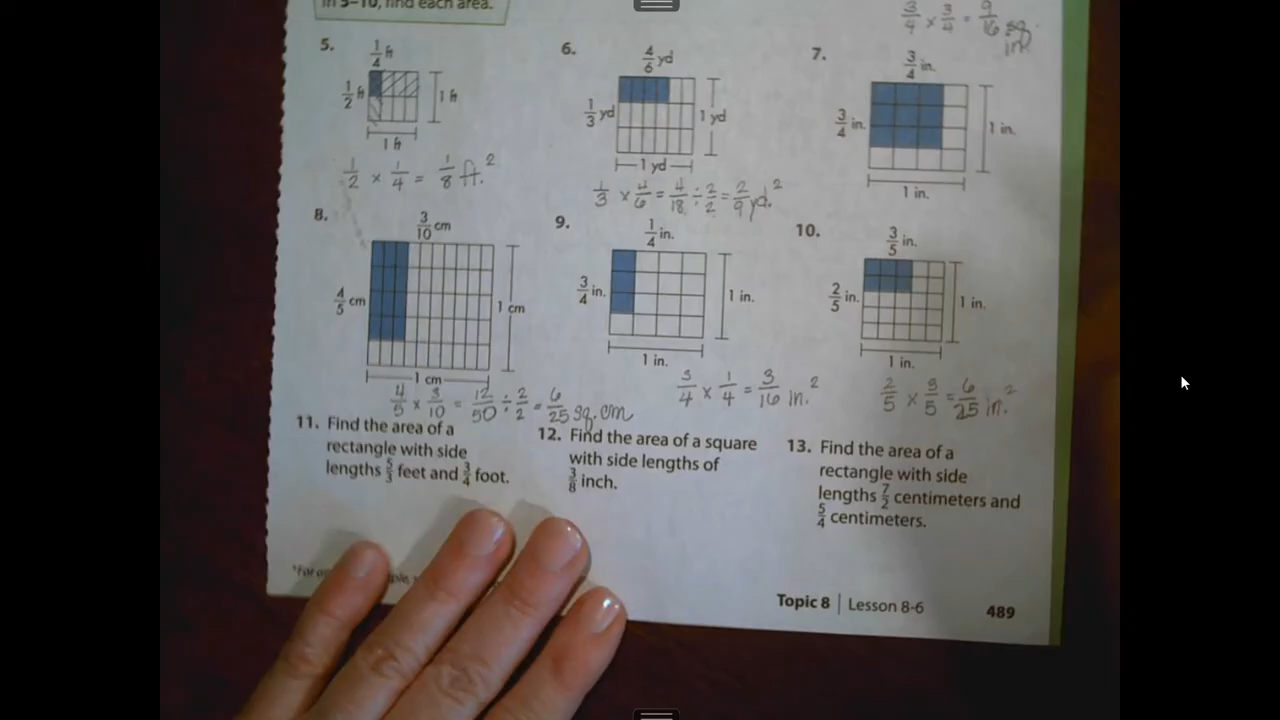 in 5–10, find each area.
3/4 × 3/4 = 9/16 sq. in.
5.
1/4 ft
1/2 ft
1 ft
1 ft
1/2 × 1/4 = 1/8 ft.²
6.
4/6 yd
1/3 yd
1 yd
1 yd
1/3 × 4/6 = 4/18 ÷ 2/2 = 2/9 yd.²
7.
3/4 in.
3/4 in.
1 in.
1 in.
8.
3/10 cm
4/5 cm
1 cm
1 cm
4/5 × 3/10 = 12/50 ÷ 2/2 = 6/25 sq. cm
9.
1/4 in.
3/4 in.
1 in.
1 in.
3/4 × 1/4 = 3/16 in.²
10.
3/5 in.
2/5 in.
1 in.
1 in.
2/5 × 3/5 = 6/25 in.²
11. Find the area of a
rectangle with side
lengths 5/3 feet and 3/4 foot.
12. Find the area of a square
with side lengths of
3/8 inch.
13. Find the area of a
rectangle with side
lengths 7/2 centimeters and
5/4 centimeters.
*For
Topic 8 | Lesson 8-6
489